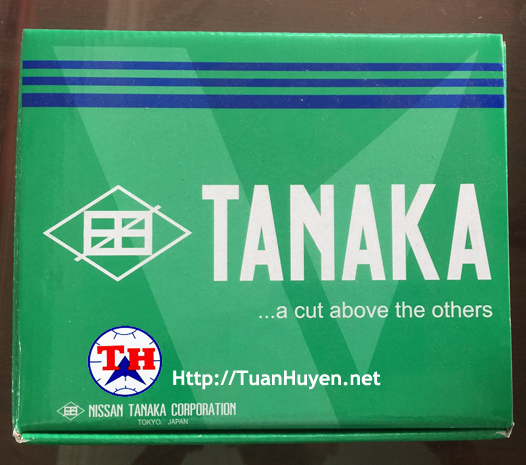 TANAKA
...a cut above the others
TH
Http://TuanHuyen.net
NISSAN TANAKA CORPORATION
TOKYO. JAPAN